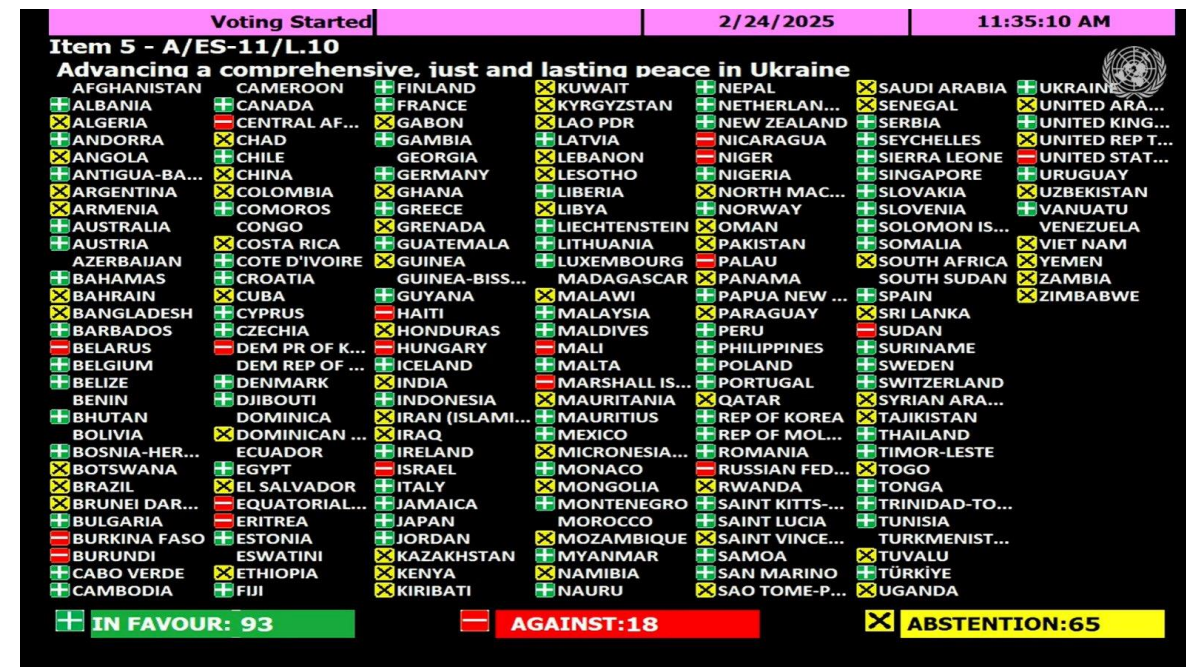 Voting Started
2/24/2025
11:35:10 AM
Item 5 - A/ES-11/L.10
Advancing a comprehensive, just and lasting peace in Ukraine
AFGHANISTAN
ALBANIA
ALGERIA
ANDORRA
ANGOLA
ANTIGUA-BA...
ARGENTINA
ARMENIA
AUSTRALIA
AUSTRIA
AZERBAIJAN
BAHAMAS
BAHRAIN
BANGLADESH
BARBADOS
BELARUS
BELGIUM
BELIZE
BENIN
BHUTAN
BOLIVIA
BOSNIA-HER...
BOTSWANA
BRAZIL
BRUNEI DAR...
BULGARIA
BURKINA FASO
BURUNDI
CABO VERDE
CAMBODIA
CAMEROON
CANADA
CENTRAL AF...
CHAD
CHILE
CHINA
COLOMBIA
COMOROS
CONGO
COSTA RICA
COTE D'IVOIRE
CROATIA
CUBA
CYPRUS
CZECHIA
DEM PR OF K...
DEM REP OF ...
DENMARK
DJIBOUTI
DOMINICA
DOMINICAN ...
ECUADOR
EGYPT
EL SALVADOR
EQUATORIAL...
ERITREA
ESTONIA
ESWATINI
ETHIOPIA
FIJI
FINLAND
FRANCE
GABON
GAMBIA
GEORGIA
GERMANY
GHANA
GREECE
GRENADA
GUATEMALA
GUINEA
GUINEA-BISS...
GUYANA
HAITI
HONDURAS
HUNGARY
ICELAND
INDIA
INDONESIA
IRAN (ISLAMI...
IRAQ
IRELAND
ISRAEL
ITALY
JAMAICA
JAPAN
JORDAN
KAZAKHSTAN
KENYA
KIRIBATI
KUWAIT
KYRGYZSTAN
LAO PDR
LATVIA
LEBANON
LESOTHO
LIBERIA
LIBYA
LIECHTENSTEIN
LITHUANIA
LUXEMBOURG
MADAGASCAR
MALAWI
MALAYSIA
MALDIVES
MALI
MALTA
MARSHALL IS...
MAURITANIA
MAURITIUS
MEXICO
MICRONESIA...
MONACO
MONGOLIA
MONTENEGRO
MOROCCO
MOZAMBIQUE
MYANMAR
NAMIBIA
NAURU
NEPAL
NETHERLAN...
NEW ZEALAND
NICARAGUA
NIGER
NIGERIA
NORTH MAC...
NORWAY
OMAN
PAKISTAN
PALAU
PANAMA
PAPUA NEW ...
PARAGUAY
PERU
PHILIPPINES
POLAND
PORTUGAL
QATAR
REP OF KOREA
REP OF MOL...
ROMANIA
RUSSIAN FED...
RWANDA
SAINT KITTS-...
SAINT LUCIA
SAINT VINCE...
SAMOA
SAN MARINO
SAO TOME-P...
SAUDI ARABIA
SENEGAL
SERBIA
SEYCHELLES
SIERRA LEONE
SINGAPORE
SLOVAKIA
SLOVENIA
SOLOMON IS...
SOMALIA
SOUTH AFRICA
SOUTH SUDAN
SPAIN
SRI LANKA
SUDAN
SURINAME
SWEDEN
SWITZERLAND
SYRIAN ARA...
TAJIKISTAN
THAILAND
TIMOR-LESTE
TOGO
TONGA
TRINIDAD-TO...
TUNISIA
TURKMENIST...
TUVALU
TÜRKİYE
UGANDA
UKRAINE
UNITED ARA...
UNITED KING...
UNITED REP T...
UNITED STAT...
URUGUAY
UZBEKISTAN
VANUATU
VENEZUELA
VIET NAM
YEMEN
ZAMBIA
ZIMBABWE
IN FAVOUR: 93
AGAINST:18
ABSTENTION:65